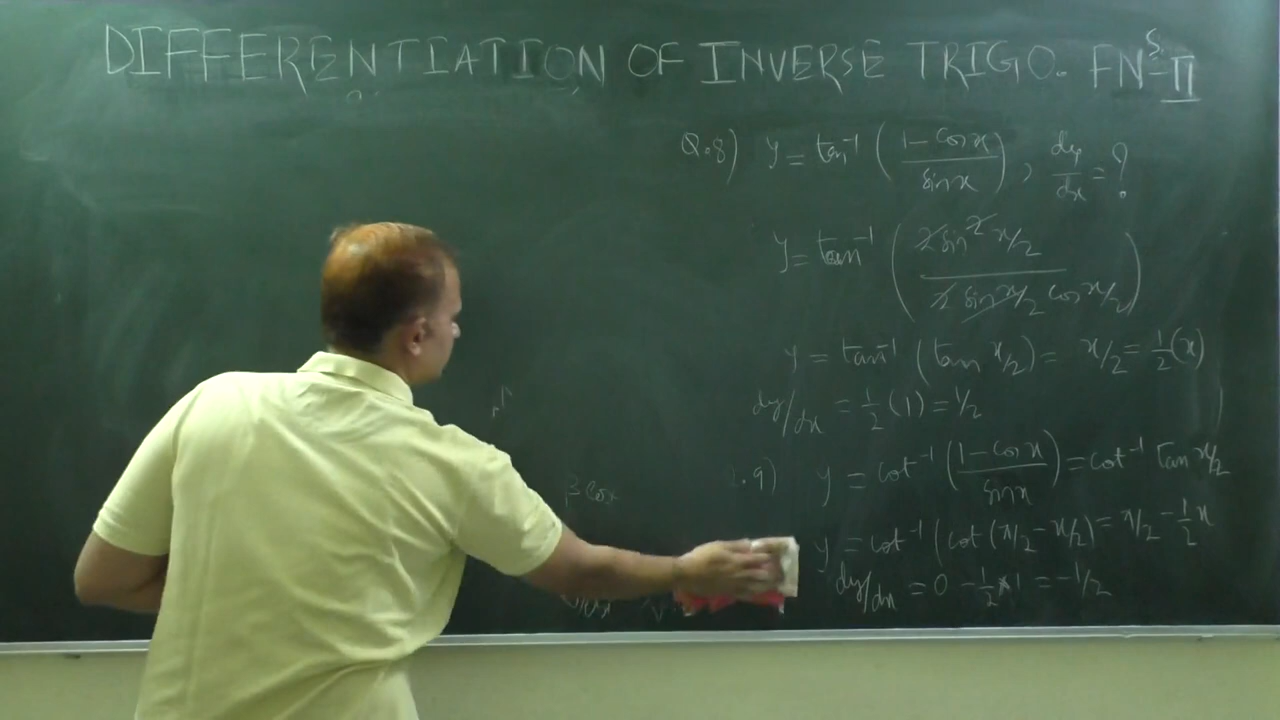 DIFFERENTIATION OF INVERSE TRIGO. FNˢ-II
Q.8) y = tan⁻¹ (1 - cos x / sin x), dy/dx = ?
y = tan⁻¹ (2 sin² x/2 / 2 sin x/2 cos x/2)
y = tan⁻¹ (tan x/2) = x/2 = 1/2 (x)
dy/dx = 1/2 (1) = 1/2
.9) y = cot⁻¹ (1 - cos x / sin x) = cot⁻¹ tan x/2
y = cot⁻¹ (cot (π/2 - x/2) = π/2 - 1/2 x
dy/dx = 0 - 1/2 × 1 = -1/2